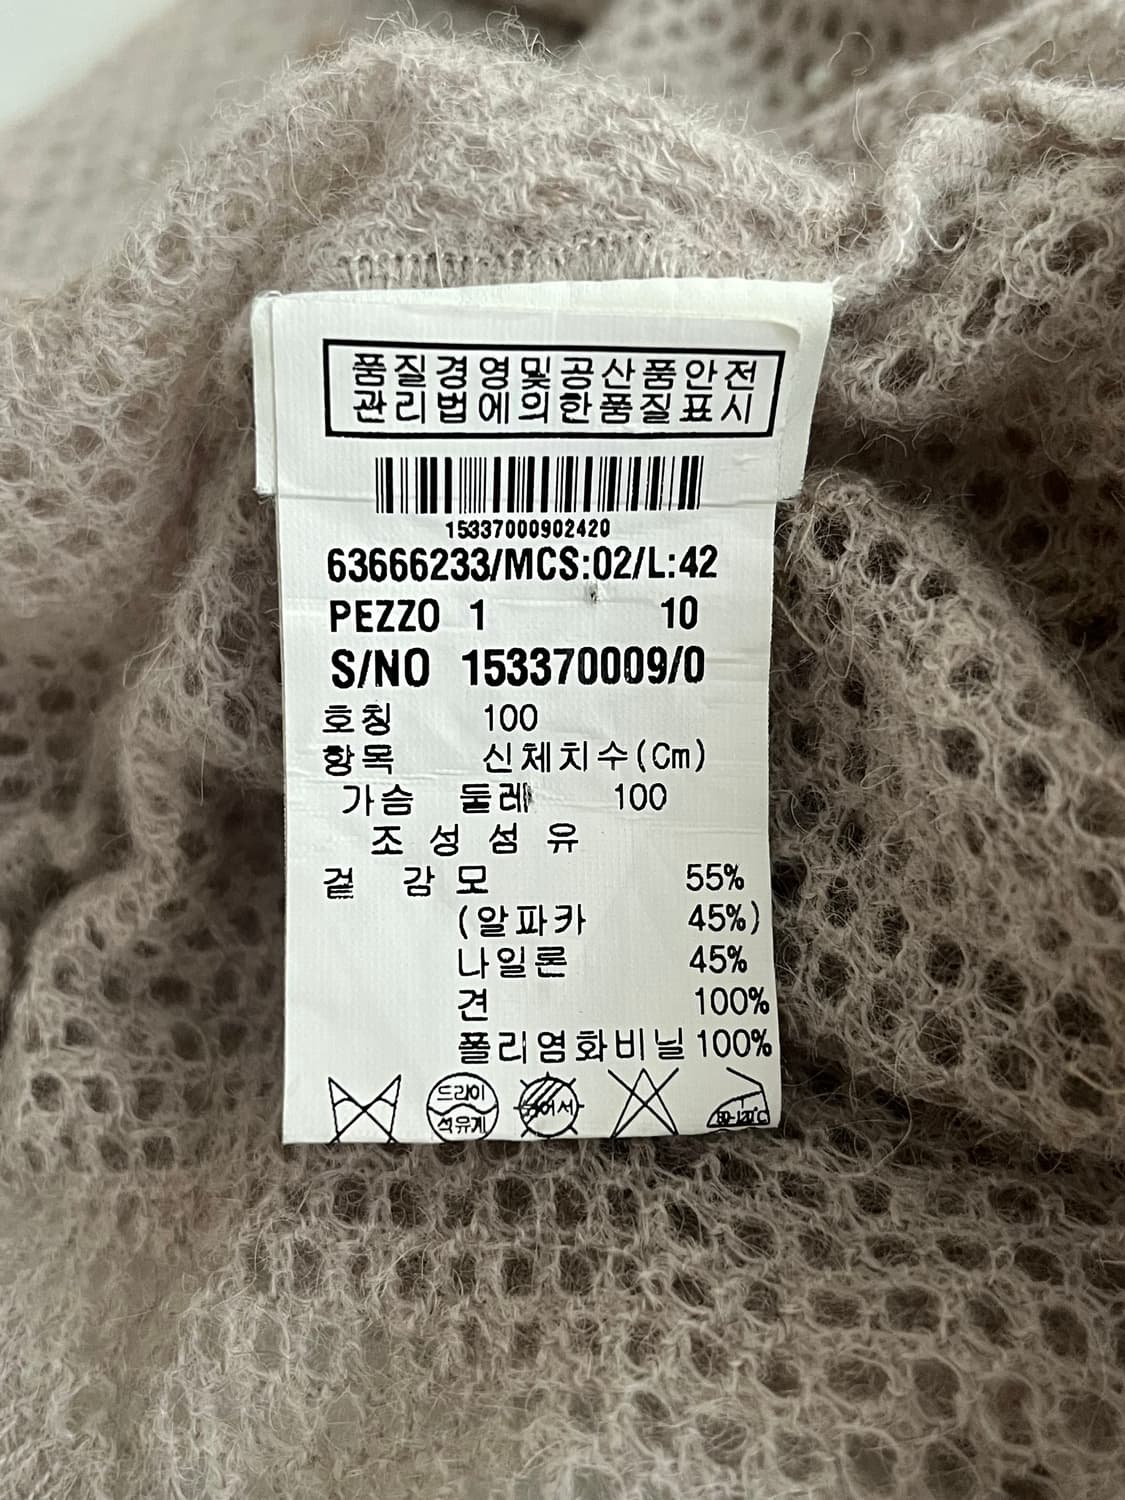 품질경영및공산품안전
관리법에의한품질표시
15337000902420
63666233/MCS:02/L:42
PEZZO 1 10
S/NO 153370009/0
호칭 100
항목 신체치수(Cm)
가슴 둘레 100
조성섬유
겉 감 모 55%
(알파카 45%)
나일론 45%
견 100%
폴리염화비닐 100%
드라이
석유계
80-120°C